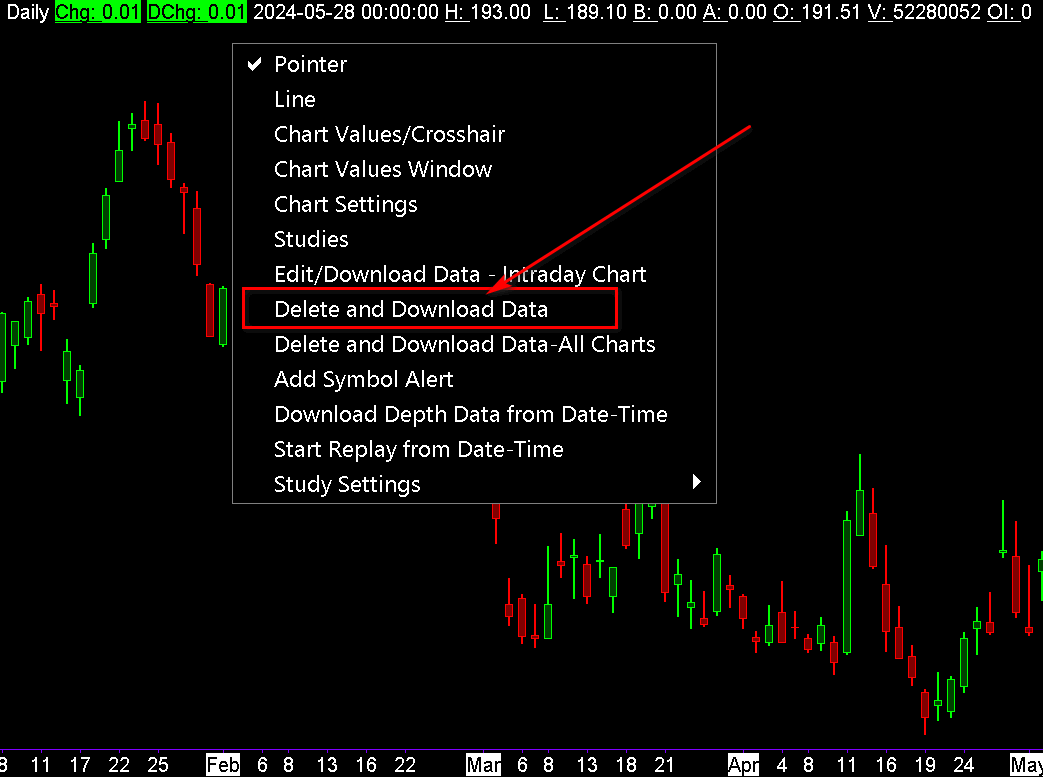 Daily Chg: 0.01 DChg: 0.01 2024-05-28 00:00:00 H: 193.00 L: 189.10 B: 0.00 A: 0.00 O: 191.51 V: 52280052 OI: 0
Pointer
Line
Chart Values/Crosshair
Chart Values Window
Chart Settings
Studies
Edit/Download Data - Intraday Chart
Delete and Download Data
Delete and Download Data-All Charts
Add Symbol Alert
Download Depth Data from Date-Time
Start Replay from Date-Time
Study Settings
8 11 17 22 25 Feb 6 8 13 16 22 Mar 6 8 13 18 21 Apr 4 8 11 16 19 24 May